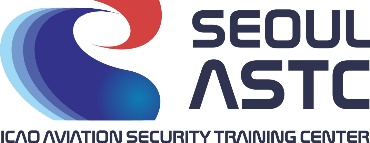 SEOUL
ASTC
ICAO AVIATION SECURITY TRAINING CENTER